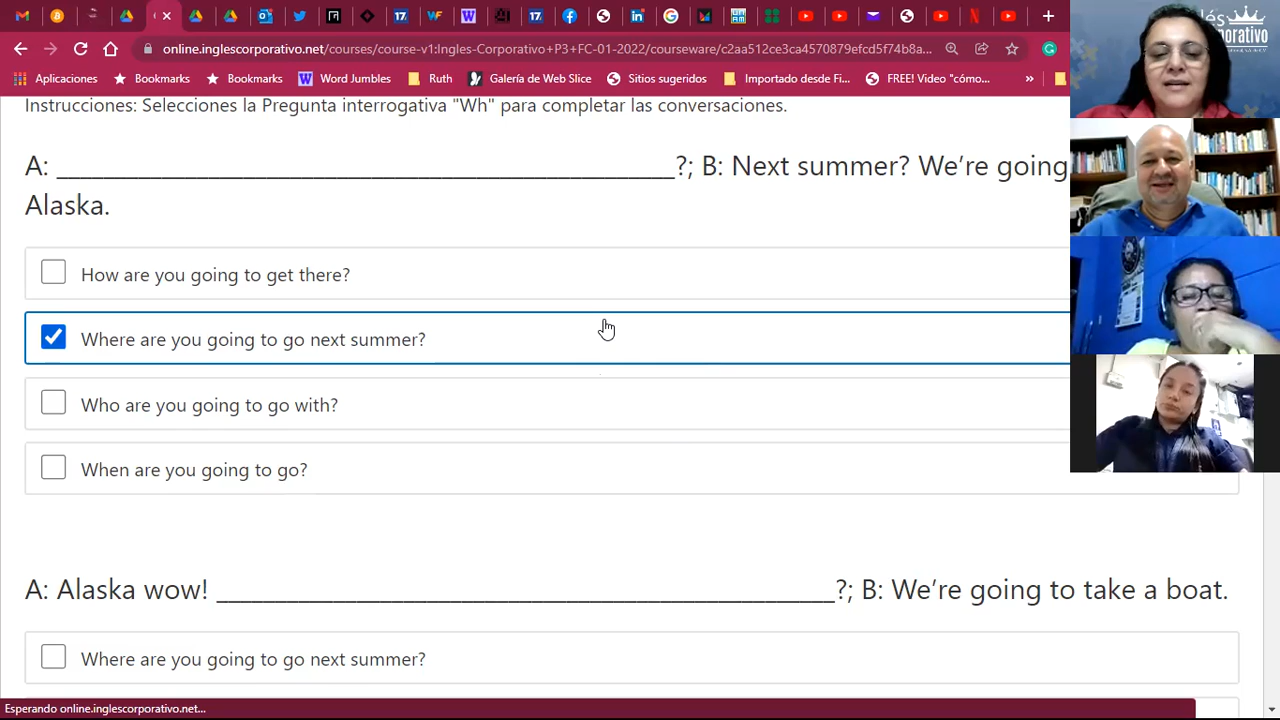 online.inglescorporativo.net/courses/course-v1:Ingles-Corporativo+P3+FC-01-2022/courseware/c2aa512ce3ca4570879efcd5f74b8a...
Aplicaciones Bookmarks Bookmarks Word Jumbles Ruth Galería de Web Slice Sitios sugeridos Importado desde Fi... FREE! Video "cómo... »
Instrucciones: Selecciones la Pregunta interrogativa "Wh" para completar las conversaciones.
A: _______________________________________________?; B: Next summer? We’re going
Alaska.
How are you going to get there?
Where are you going to go next summer?
Who are you going to go with?
When are you going to go?
A: Alaska wow! _______________________________________________?; B: We’re going to take a boat.
Where are you going to go next summer?
Esperando online.inglescorporativo.net...